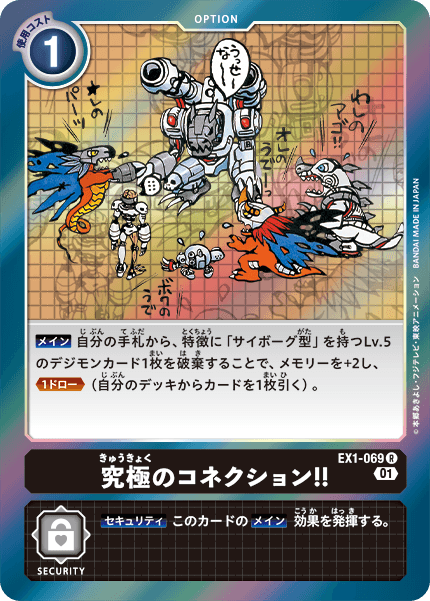 使用コスト
1
OPTION
うっせーなー
★しの
パーツ
オレの
うで
わしの
アゴ!!
ボクの
うで
©本郷あきよし・フジテレビ・東映アニメーション BANDAI MADE IN JAPAN
メイン 自分の手札から、特徴に「サイボーグ型」を持つLv.5
のデジモンカード1枚を破棄することで、メモリーを+2し、
1ドロー（自分のデッキからカードを1枚引く）。
EX1-069 R
01
きゅうきょく
究極のコネクション!!
セキュリティ このカードの メイン 効果を発揮する。
SECURITY